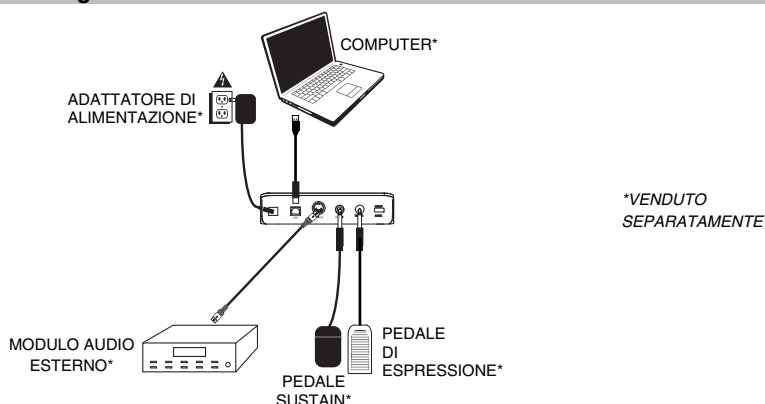 COMPUTER*
ADATTATORE DI
ALIMENTAZIONE*
*VENDUTO
SEPARATAMENTE
MODULO AUDIO
ESTERNO*
PEDALE
SUSTAIN*
PEDALE
DI
ESPRESSIONE*